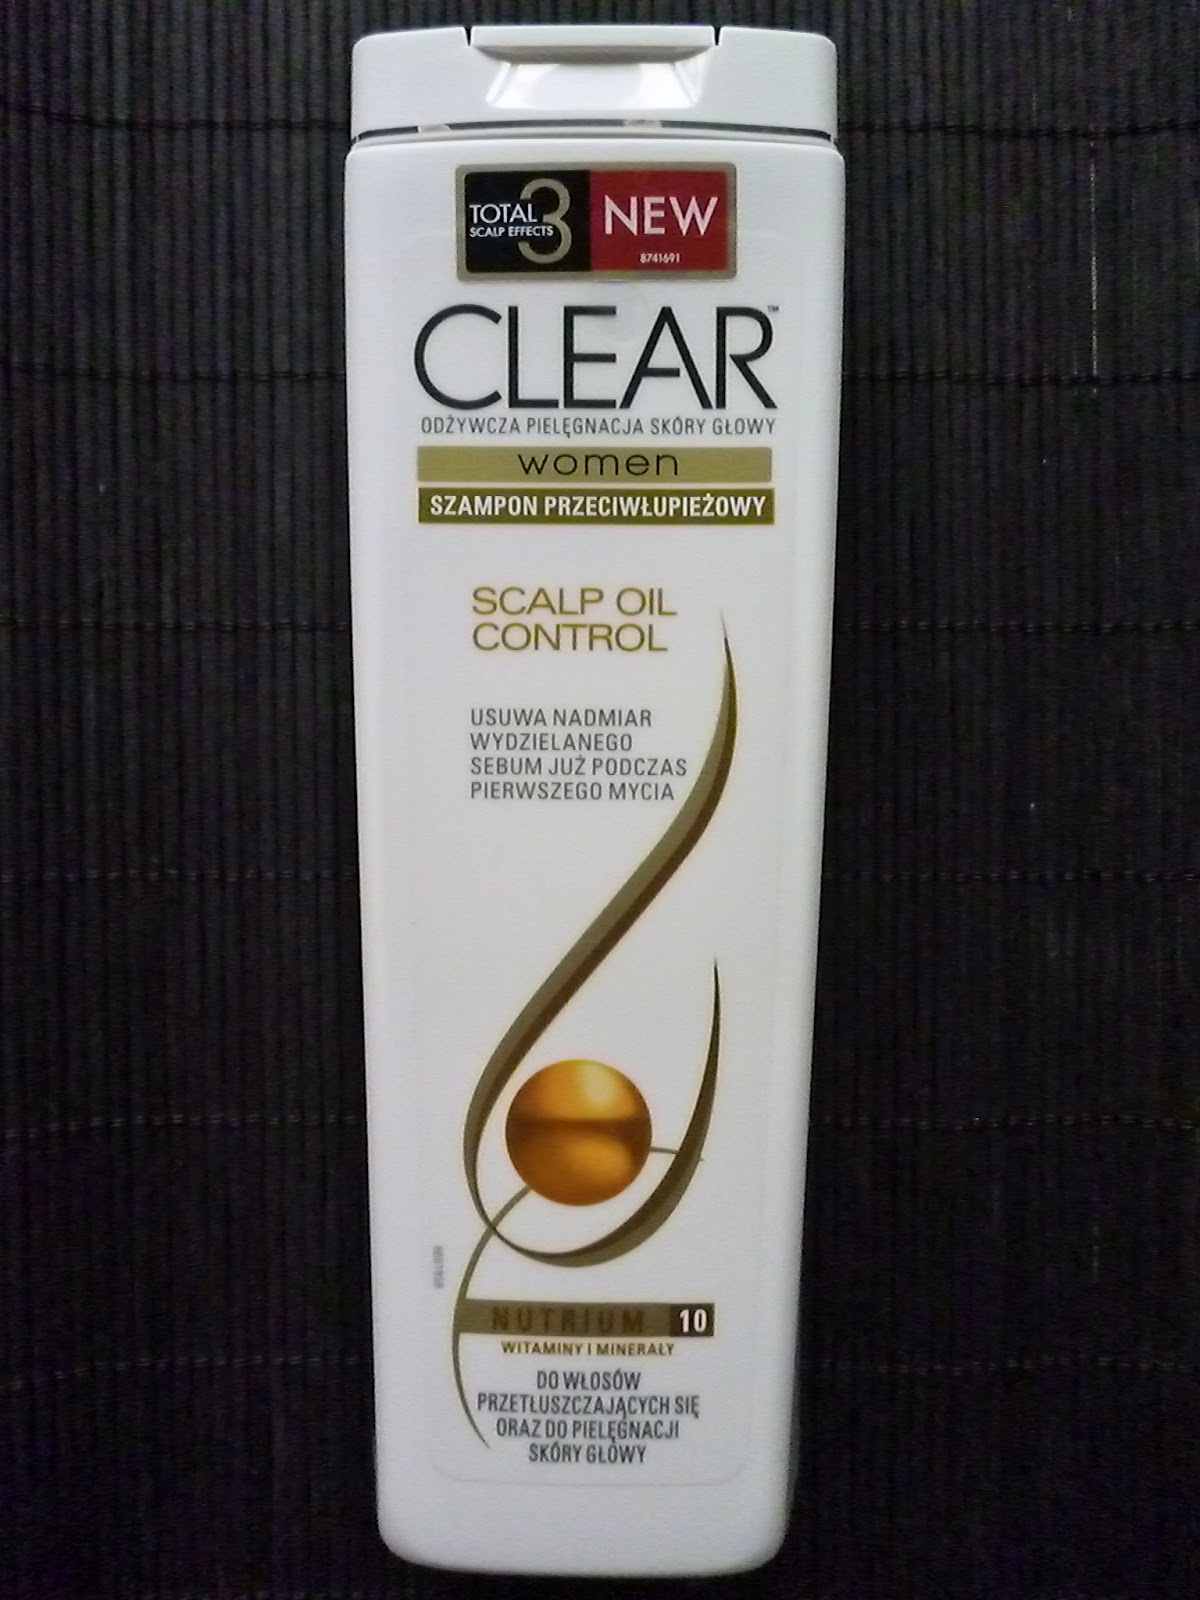 TOTAL 3
SCALP EFFECTS
NEW
8741691
CLEAR™
ODŻYWCZA PIELĘGNACJA SKÓRY GŁOWY
women
SZAMPON PRZECIWŁUPIEŻOWY
SCALP OIL
CONTROL
USUWA NADMIAR
WYDZIELANEGO
SEBUM JUŻ PODCZAS
PIERWSZEGO MYCIA
NUTRIUM 10
WITAMINY I MINERAŁY
DO WŁOSÓW
PRZETŁUSZCZAJĄCYCH SIĘ
ORAZ DO PIELĘGNACJI
SKÓRY GŁOWY